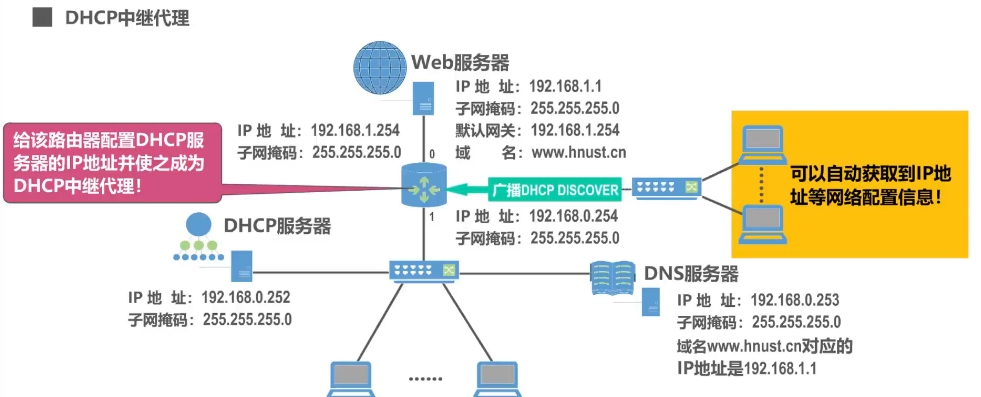 DHCP中继代理
Web服务器
IP 地 址：192.168.1.1
子网掩码：255.255.255.0
默认网关：192.168.1.254
域 名：www.hnust.cn
IP 地 址：192.168.1.254
子网掩码：255.255.255.0
0
给该路由器配置DHCP服
务器的IP地址并使之成为
DHCP中继代理！
广播DHCP DISCOVER
可以自动获取到IP地
址等网络配置信息！
1
IP 地 址：192.168.0.254
子网掩码：255.255.255.0
DHCP服务器
IP 地 址：192.168.0.252
子网掩码：255.255.255.0
DNS服务器
IP 地 址：192.168.0.253
子网掩码：255.255.255.0
域名www.hnust.cn对应的
IP地址是192.168.1.1
······